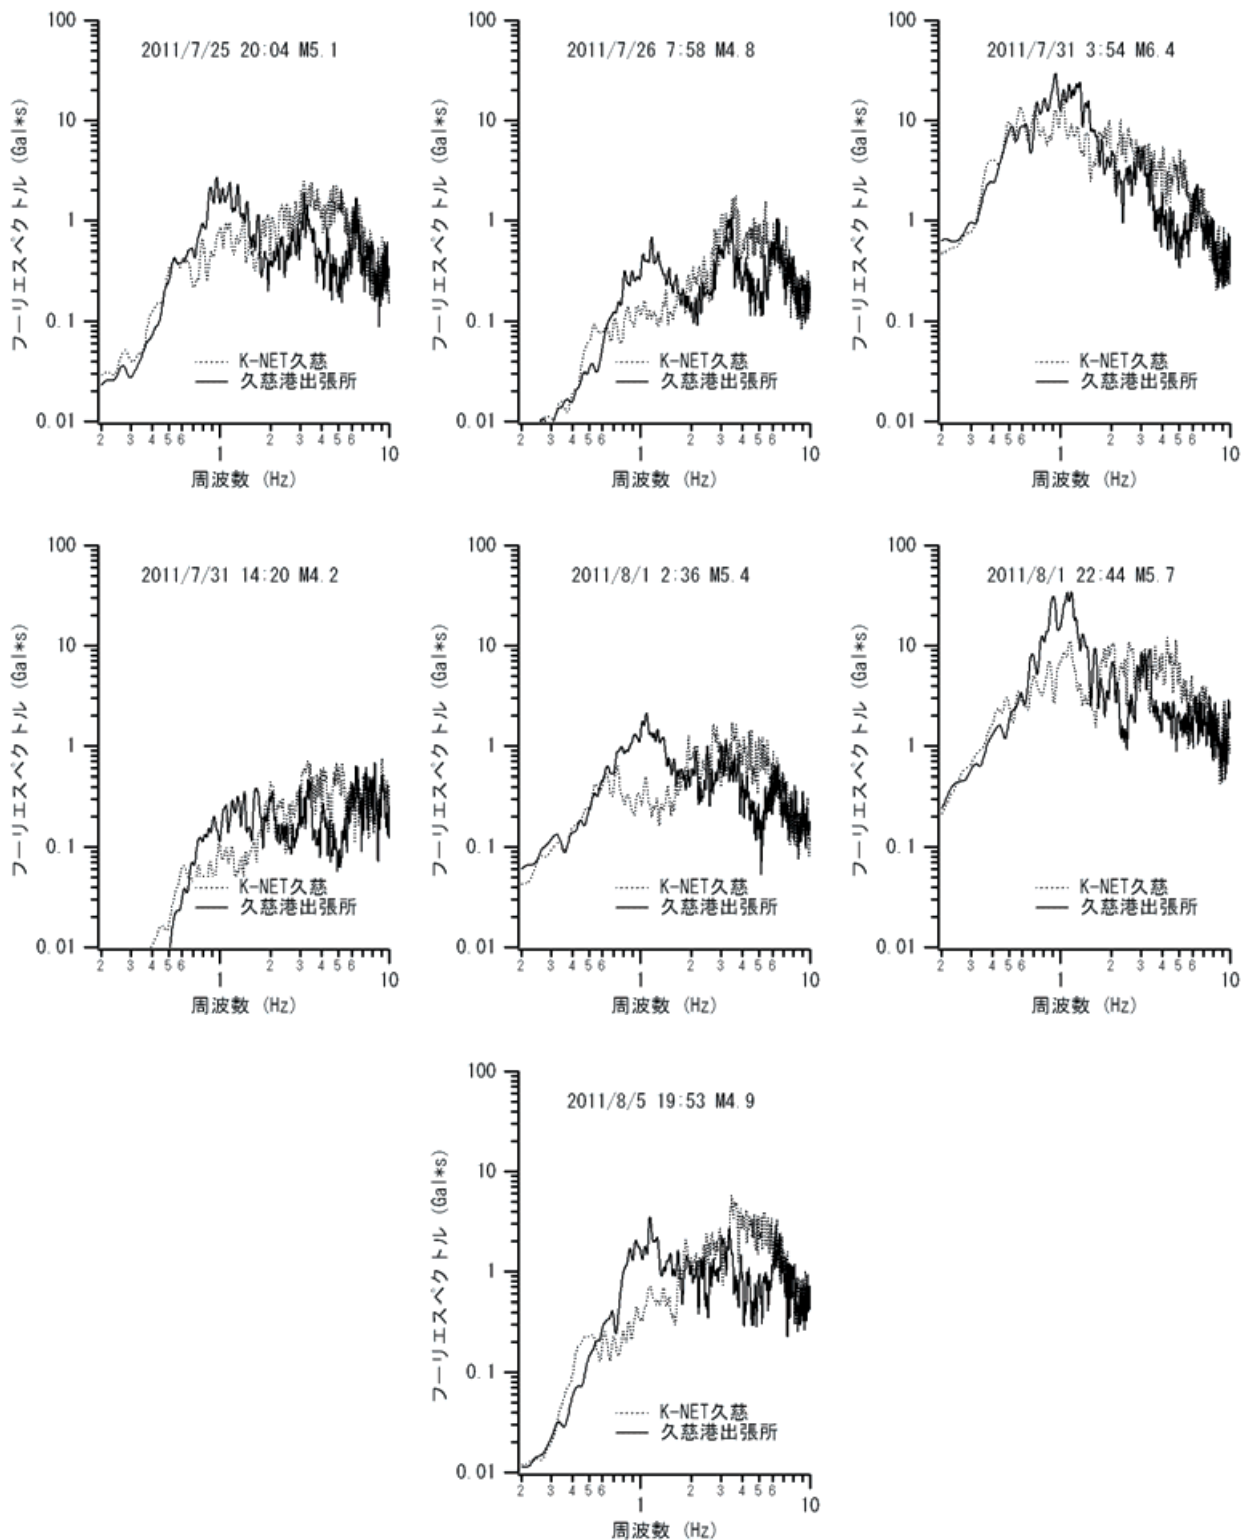 2011/7/25 20:04 M5.1
フーリエスペクトル (Gal*s)
100
10
1
0.1
0.01
K-NET久慈
久慈港出張所
2 3 4 5 6 2 3 4 5 6
1 10
周波数 (Hz)
2011/7/26 7:58 M4.8
フーリエスペクトル (Gal*s)
100
10
1
0.1
0.01
K-NET久慈
久慈港出張所
2 3 4 5 6 2 3 4 5 6
1 10
周波数 (Hz)
2011/7/31 3:54 M6.4
フーリエスペクトル (Gal*s)
100
10
1
0.1
0.01
K-NET久慈
久慈港出張所
2 3 4 5 6 2 3 4 5 6
1 10
周波数 (Hz)
2011/7/31 14:20 M4.2
フーリエスペクトル (Gal*s)
100
10
1
0.1
0.01
K-NET久慈
久慈港出張所
2 3 4 5 6 2 3 4 5 6
1 10
周波数 (Hz)
2011/8/1 2:36 M5.4
フーリエスペクトル (Gal*s)
100
10
1
0.1
0.01
K-NET久慈
久慈港出張所
2 3 4 5 6 2 3 4 5 6
1 10
周波数 (Hz)
2011/8/1 22:44 M5.7
フーリエスペクトル (Gal*s)
100
10
1
0.1
0.01
K-NET久慈
久慈港出張所
2 3 4 5 6 2 3 4 5 6
1 10
周波数 (Hz)
2011/8/5 19:53 M4.9
フーリエスペクトル (Gal*s)
100
10
1
0.1
0.01
K-NET久慈
久慈港出張所
2 3 4 5 6 2 3 4 5 6
1 10
周波数 (Hz)